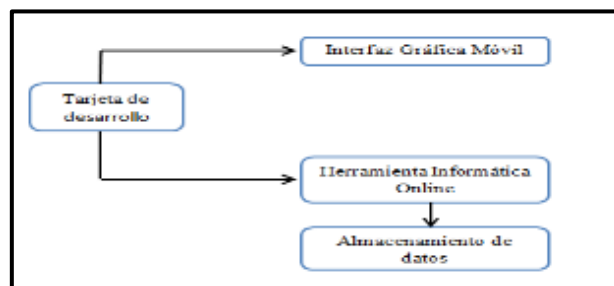 Interfaz Gráfica Móvil
Tarjeta de
desarrollo
Herramienta Informática
Online
Almacenamiento de
datos